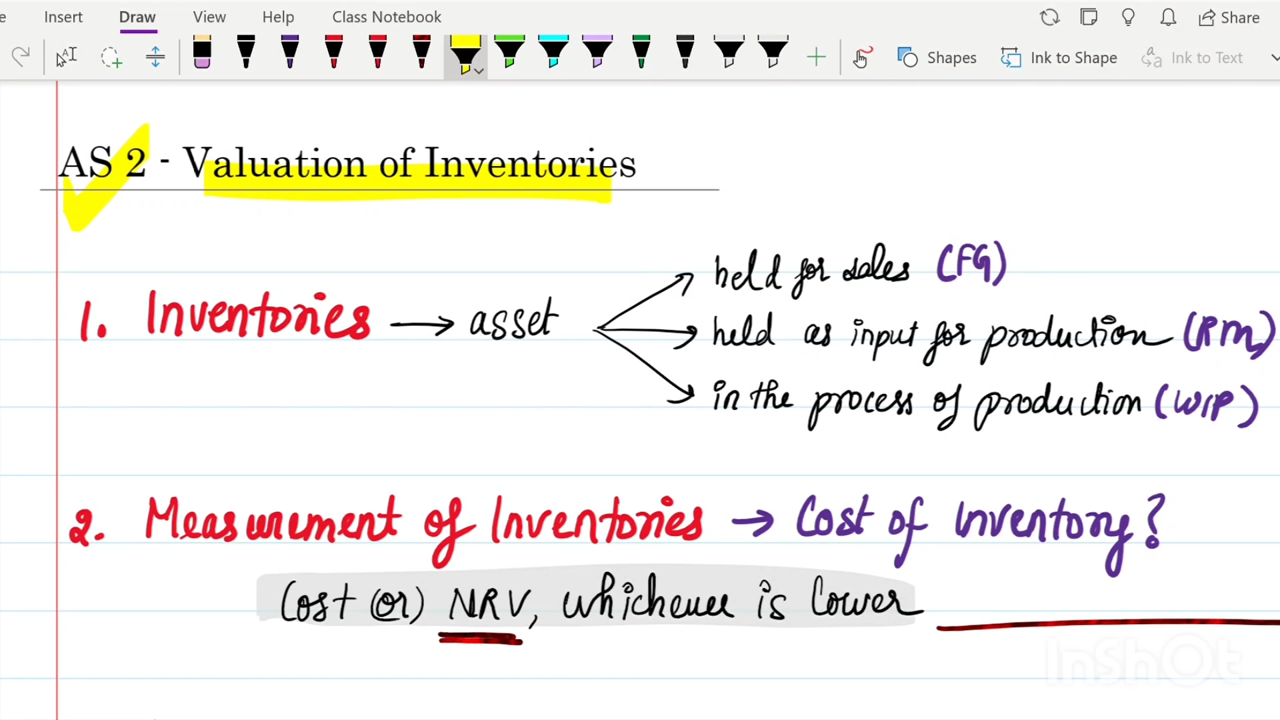 Insert Draw View Help Class Notebook Share
Shapes Ink to Shape Ink to Text
AS 2 - Valuation of Inventories
held for sales (FG)
1. Inventories → asset held as input for production (RM)
in the process of production (WIP)
2. Measurement of Inventories → Cost of inventory?
Cost (or) NRV, whichever is lower
InShOt